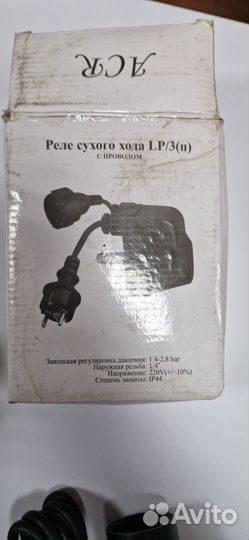 ACR
Реле сухого хода LP/3(п)
С ПРОВОДОМ
Заводская регулировка давления: 1.4-2.8 bar
Наружная резьба: 1/4"
Напряжение: 220V(+/-10%)
Степень защиты: IP44
Avito